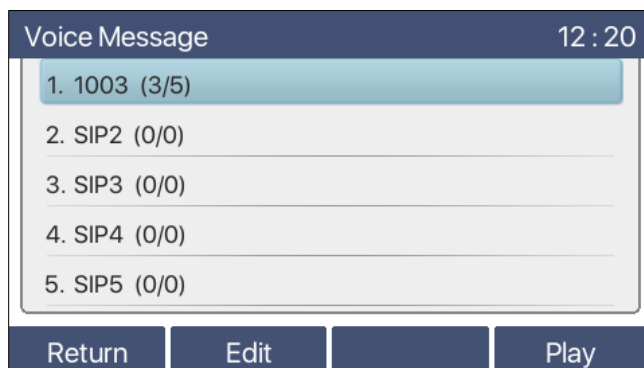 Voice Message 12:20
1. 1003 (3/5)
2. SIP2 (0/0)
3. SIP3 (0/0)
4. SIP4 (0/0)
5. SIP5 (0/0)
Return Edit Play